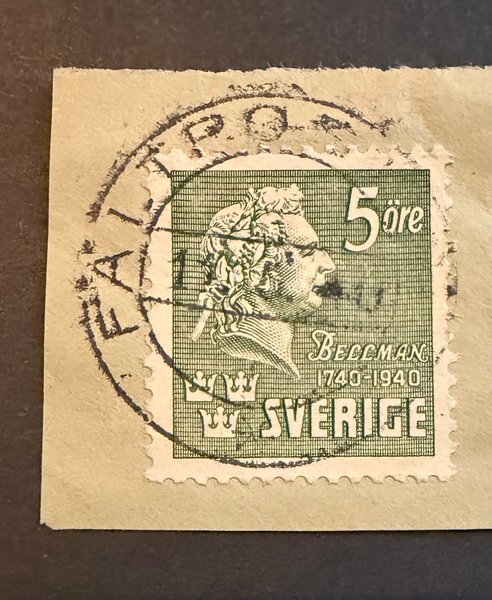 FÄLTPOST
5 öre
BELLMAN
1740-1940
SVERIGE